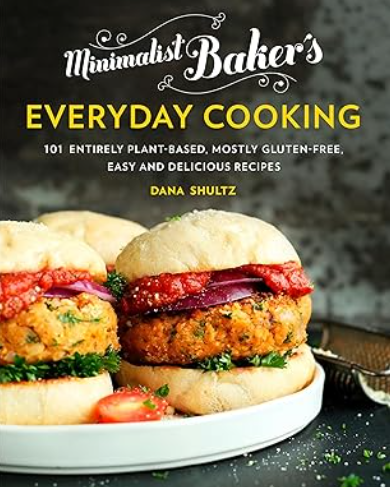 Minimalist Baker's
EVERYDAY COOKING
101 ENTIRELY PLANT-BASED, MOSTLY GLUTEN-FREE,
EASY AND DELICIOUS RECIPES
DANA SHULTZ